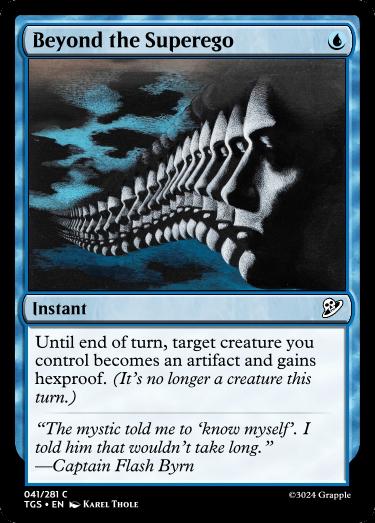 Beyond the Superego
Instant
Until end of turn, target creature you
control becomes an artifact and gains
hexproof. (It's no longer a creature this
turn.)
“The mystic told me to ‘know myself’. I
told him that wouldn't take long.”
—Captain Flash Byrn
041/281 C
TGS • EN KAREL THOLE
©3024 Grapple